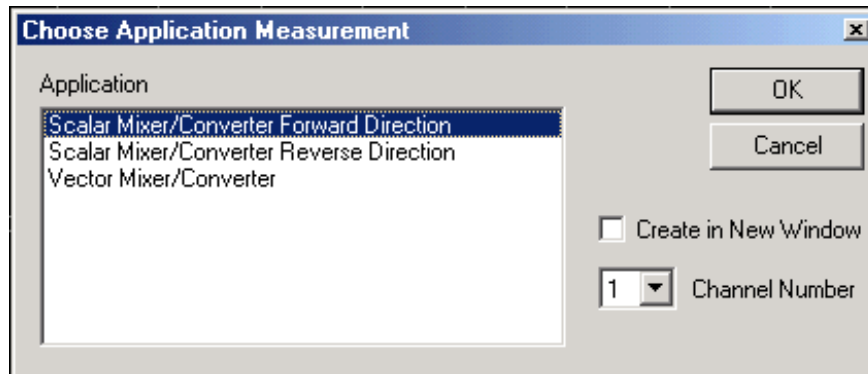 Choose Application Measurement
Application
Scalar Mixer/Converter Forward Direction
Scalar Mixer/Converter Reverse Direction
Vector Mixer/Converter
OK
Cancel
Create in New Window
1 Channel Number